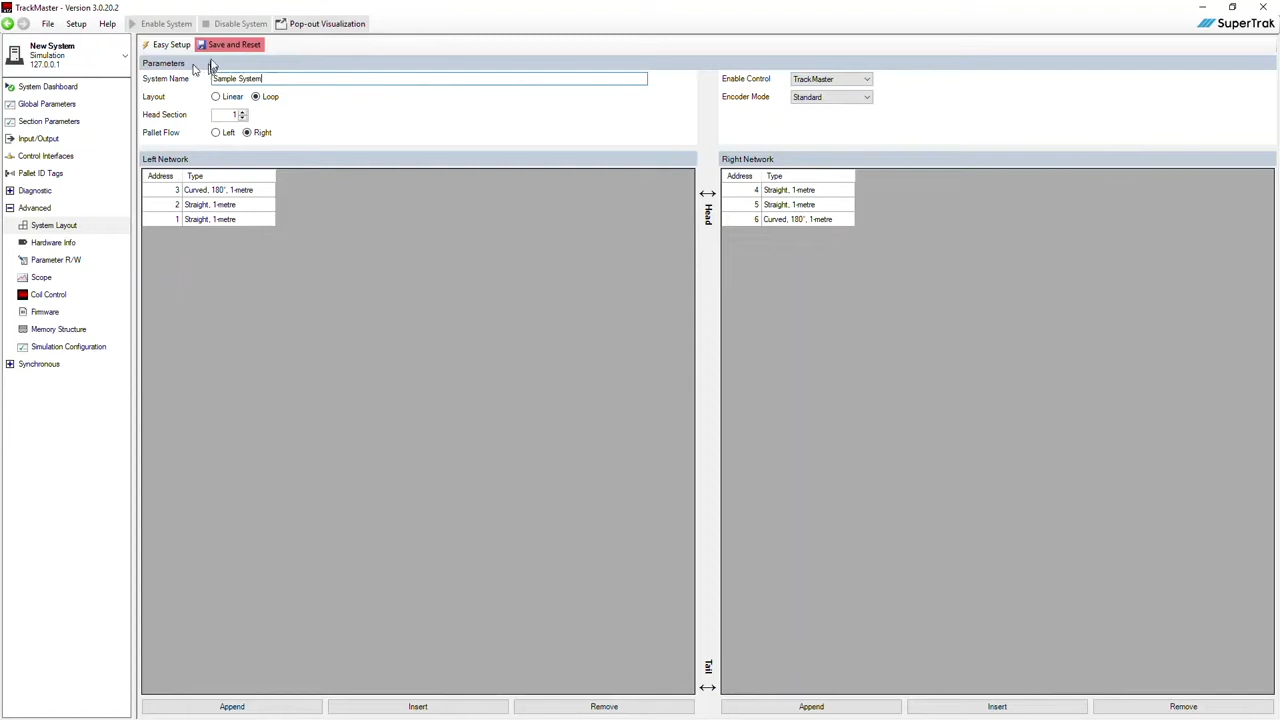 TrackMaster - Version 3.0.20.2
File Setup Help Enable System Disable System Pop-out Visualization
SuperTrak
New System
Simulation
127.0.0.1
System Dashboard
Global Parameters
Section Parameters
Input/Output
Control Interfaces
Pallet ID Tags
Diagnostic
Advanced
System Layout
Hardware Info
Parameter R/W
Scope
Coil Control
Firmware
Memory Structure
Simulation Configuration
Synchronous
Easy Setup Save and Reset
Parameters
System Name Sample System
Layout Linear Loop
Head Section 1
Pallet Flow Left Right
Enable Control TrackMaster
Encoder Mode Standard
Left Network
Address Type
3 Curved, 180°, 1-metre
2 Straight, 1-metre
1 Straight, 1-metre
Append Insert Remove
Head
Tail
Right Network
Address Type
4 Straight, 1-metre
5 Straight, 1-metre
6 Curved, 180°, 1-metre
Append Insert Remove